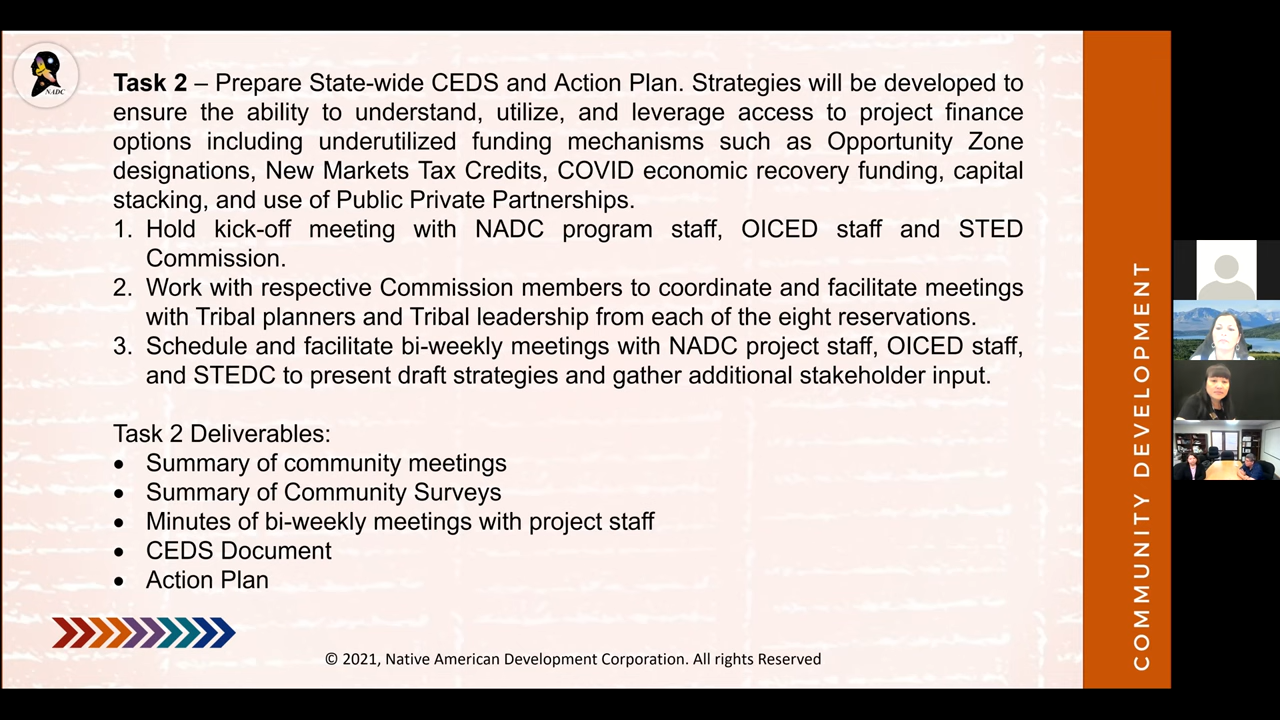 NADC
Task 2 – Prepare State-wide CEDS and Action Plan. Strategies will be developed to
ensure the ability to understand, utilize, and leverage access to project finance
options including underutilized funding mechanisms such as Opportunity Zone
designations, New Markets Tax Credits, COVID economic recovery funding, capital
stacking, and use of Public Private Partnerships.
1. Hold kick-off meeting with NADC program staff, OICED staff and STED
Commission.
2. Work with respective Commission members to coordinate and facilitate meetings
with Tribal planners and Tribal leadership from each of the eight reservations.
3. Schedule and facilitate bi-weekly meetings with NADC project staff, OICED staff,
and STEDC to present draft strategies and gather additional stakeholder input.
Task 2 Deliverables:
• Summary of community meetings
• Summary of Community Surveys
• Minutes of bi-weekly meetings with project staff
• CEDS Document
• Action Plan
© 2021, Native American Development Corporation. All rights Reserved
COMMUNITY DEVELOPMENT